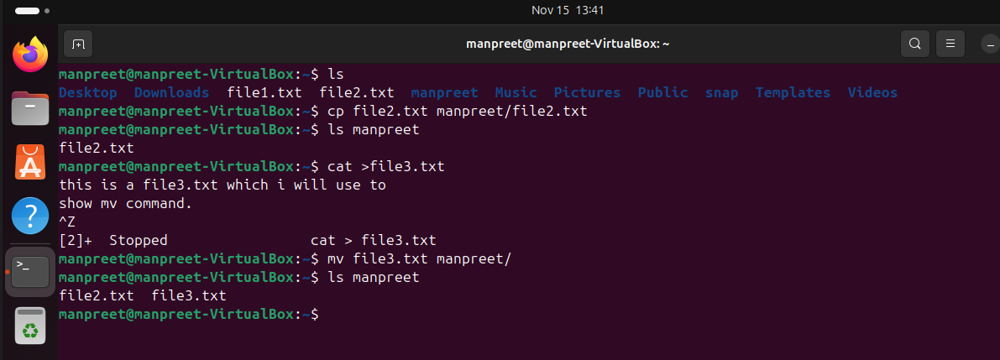 Nov 15 13:41
manpreet@manpreet-VirtualBox: ~
manpreet@manpreet-VirtualBox:~$ ls
Desktop Downloads file1.txt file2.txt manpreet Music Pictures Public snap Templates Videos
manpreet@manpreet-VirtualBox:~$ cp file2.txt manpreet/file2.txt
manpreet@manpreet-VirtualBox:~$ ls manpreet
file2.txt
manpreet@manpreet-VirtualBox:~$ cat >file3.txt
this is a file3.txt which i will use to
show mv command.
^Z
[2]+  Stopped                 cat > file3.txt
manpreet@manpreet-VirtualBox:~$ mv file3.txt manpreet/
manpreet@manpreet-VirtualBox:~$ ls manpreet
file2.txt  file3.txt
manpreet@manpreet-VirtualBox:~$